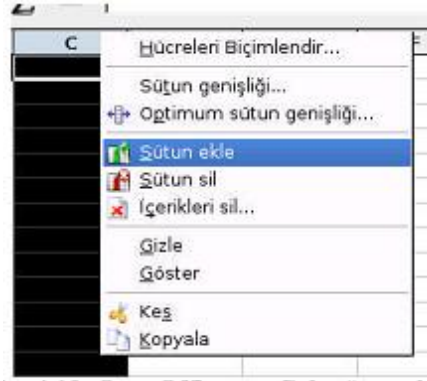 C
Hücreleri Biçimlendir...
Sütun genişliği...
Optimum sütun genişliği...
Sütun ekle
Sütun sil
İçerikleri sil...
Gizle
Göster
Kes
Kopyala